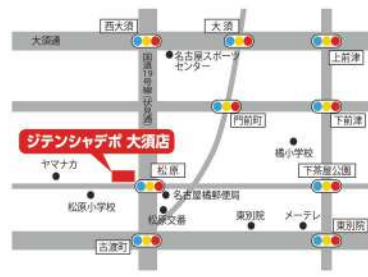 西大須
大須
大須通
名古屋スポーツ
センター
上前津
国道19号線(伏見通)
門前町
下前津
ジテンシャデポ 大須店
橘小学校
ヤマナカ
松原
下茶屋公園
松原小学校
名古屋橘郵便局
松原交番
東別院
メーテレ
古渡町
東別院